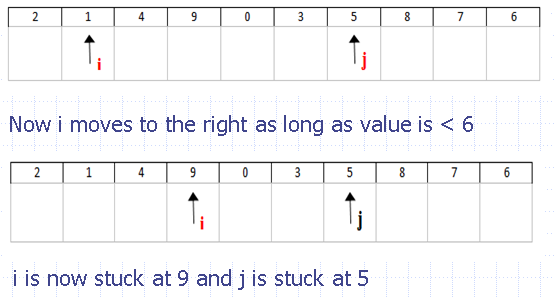 2 1 4 9 0 3 5 8 7 6
i j
Now i moves to the right as long as value is < 6
2 1 4 9 0 3 5 8 7 6
i j
i is now stuck at 9 and j is stuck at 5